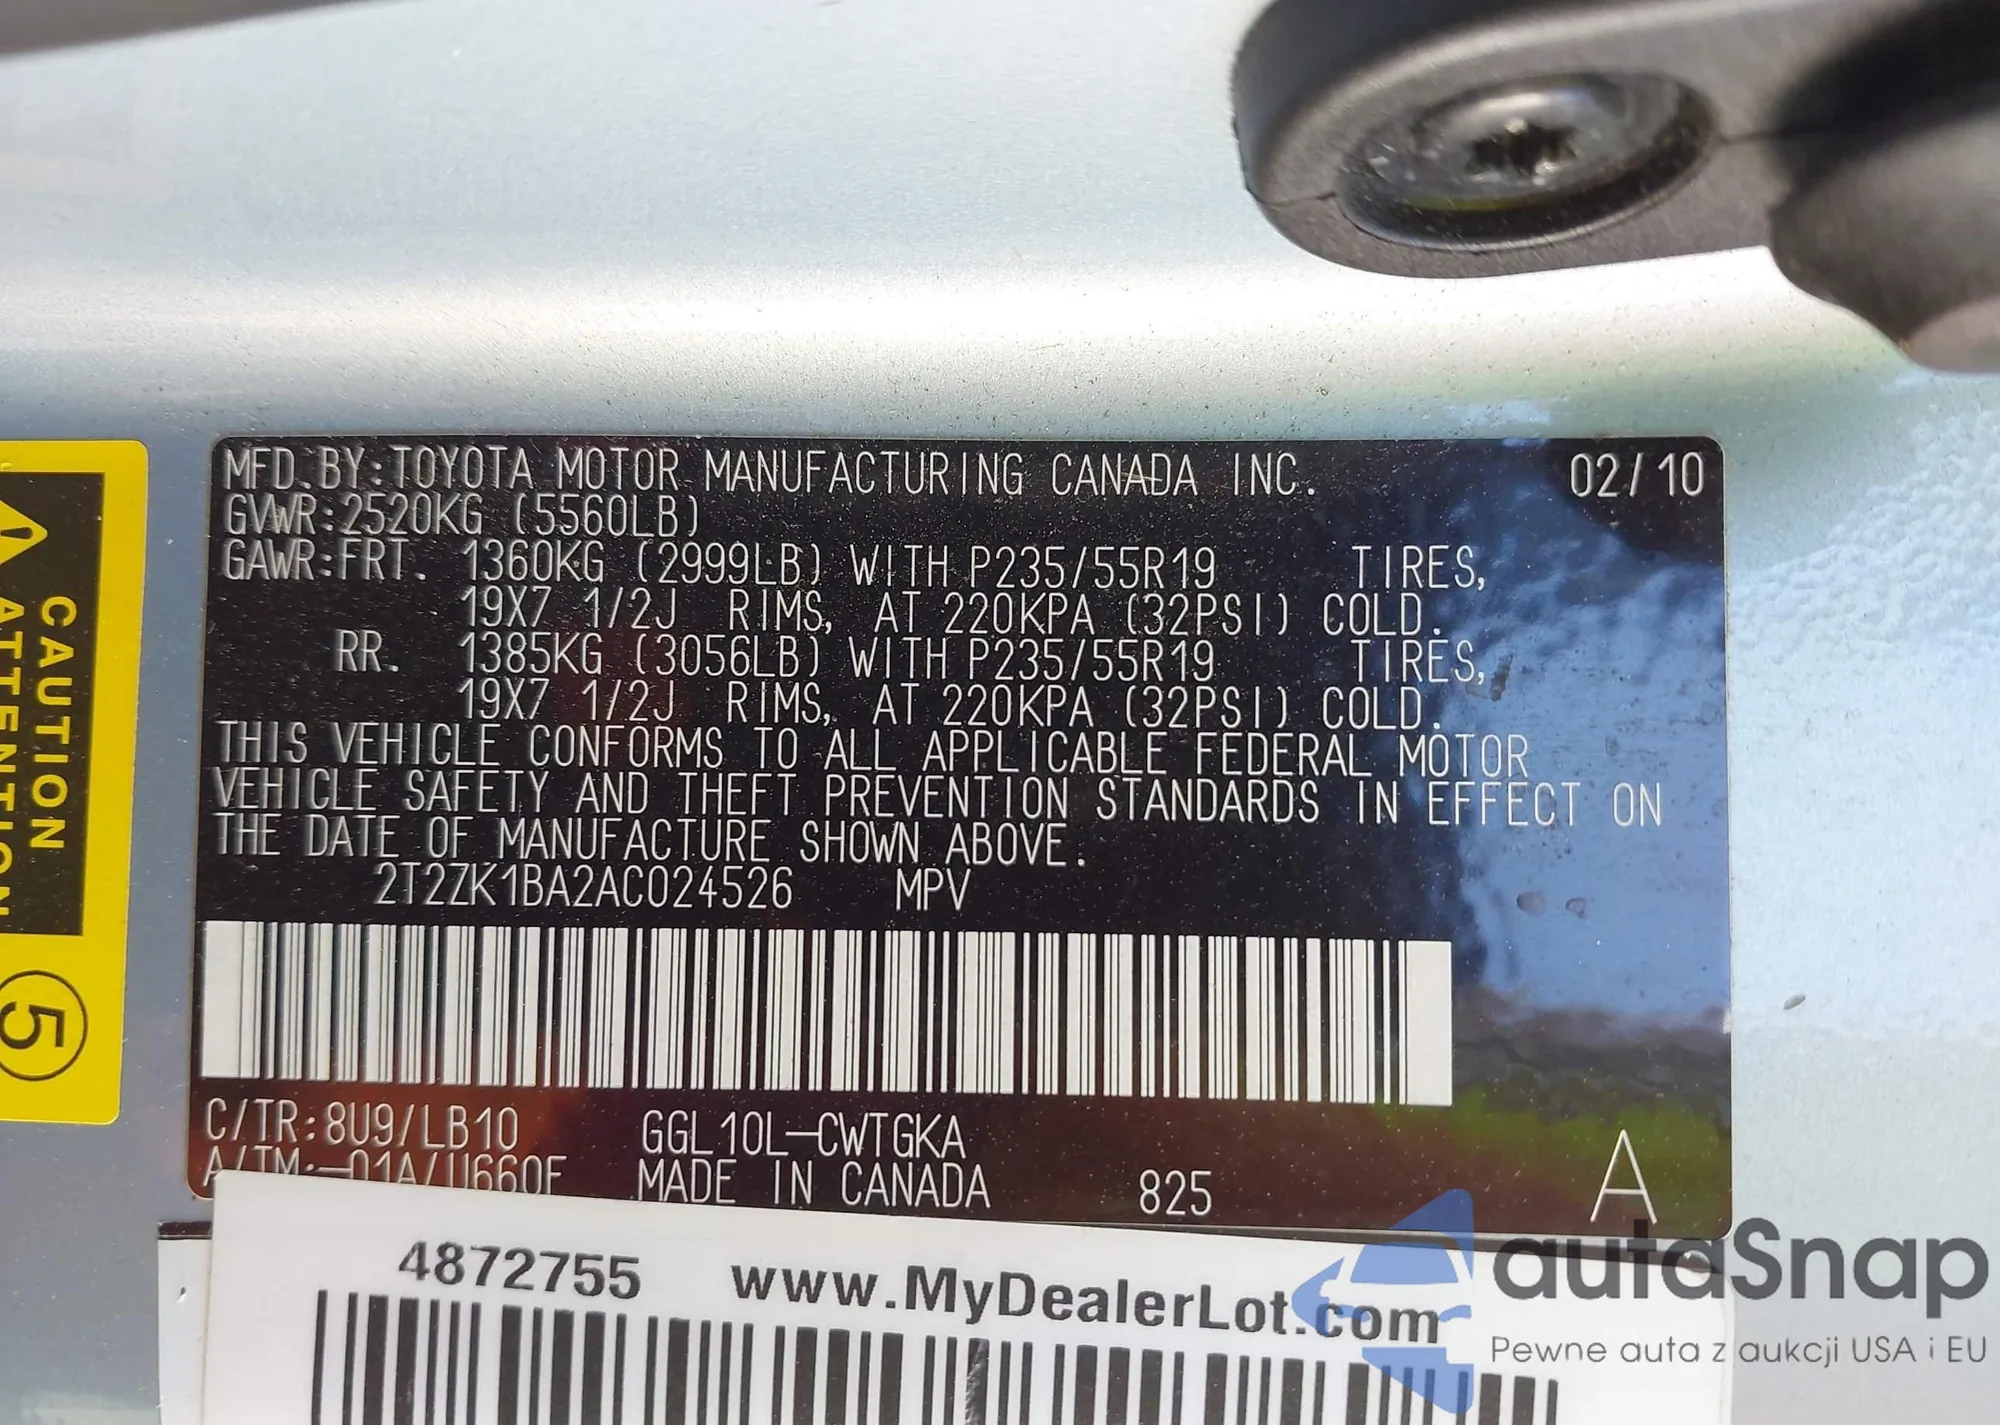 MFD. BY: TOYOTA MOTOR MANUFACTURING CANADA INC. 02/10
GVWR: 2520KG (5560LB)
GAWR: FRT. 1360KG (2999LB) WITH P235/55R19 TIRES,
19X7 1/2J RIMS, AT 220KPA (32PSI) COLD.
RR. 1385KG (3056LB) WITH P235/55R19 TIRES,
19X7 1/2J RIMS, AT 220KPA (32PSI) COLD.
THIS VEHICLE CONFORMS TO ALL APPLICABLE FEDERAL MOTOR
VEHICLE SAFETY AND THEFT PREVENTION STANDARDS IN EFFECT ON
THE DATE OF MANUFACTURE SHOWN ABOVE.
2T2ZK1BA2AC024526 MPV
C/TR: 8U9/LB10 GGL10L-CWTGKA
A/TM: -01A/U660F MADE IN CANADA 825 A
CAUTION
ATTENTION
5
4872755 www.MyDealerLot.com
autaSnap
Pewne auta z aukcji USA i EU